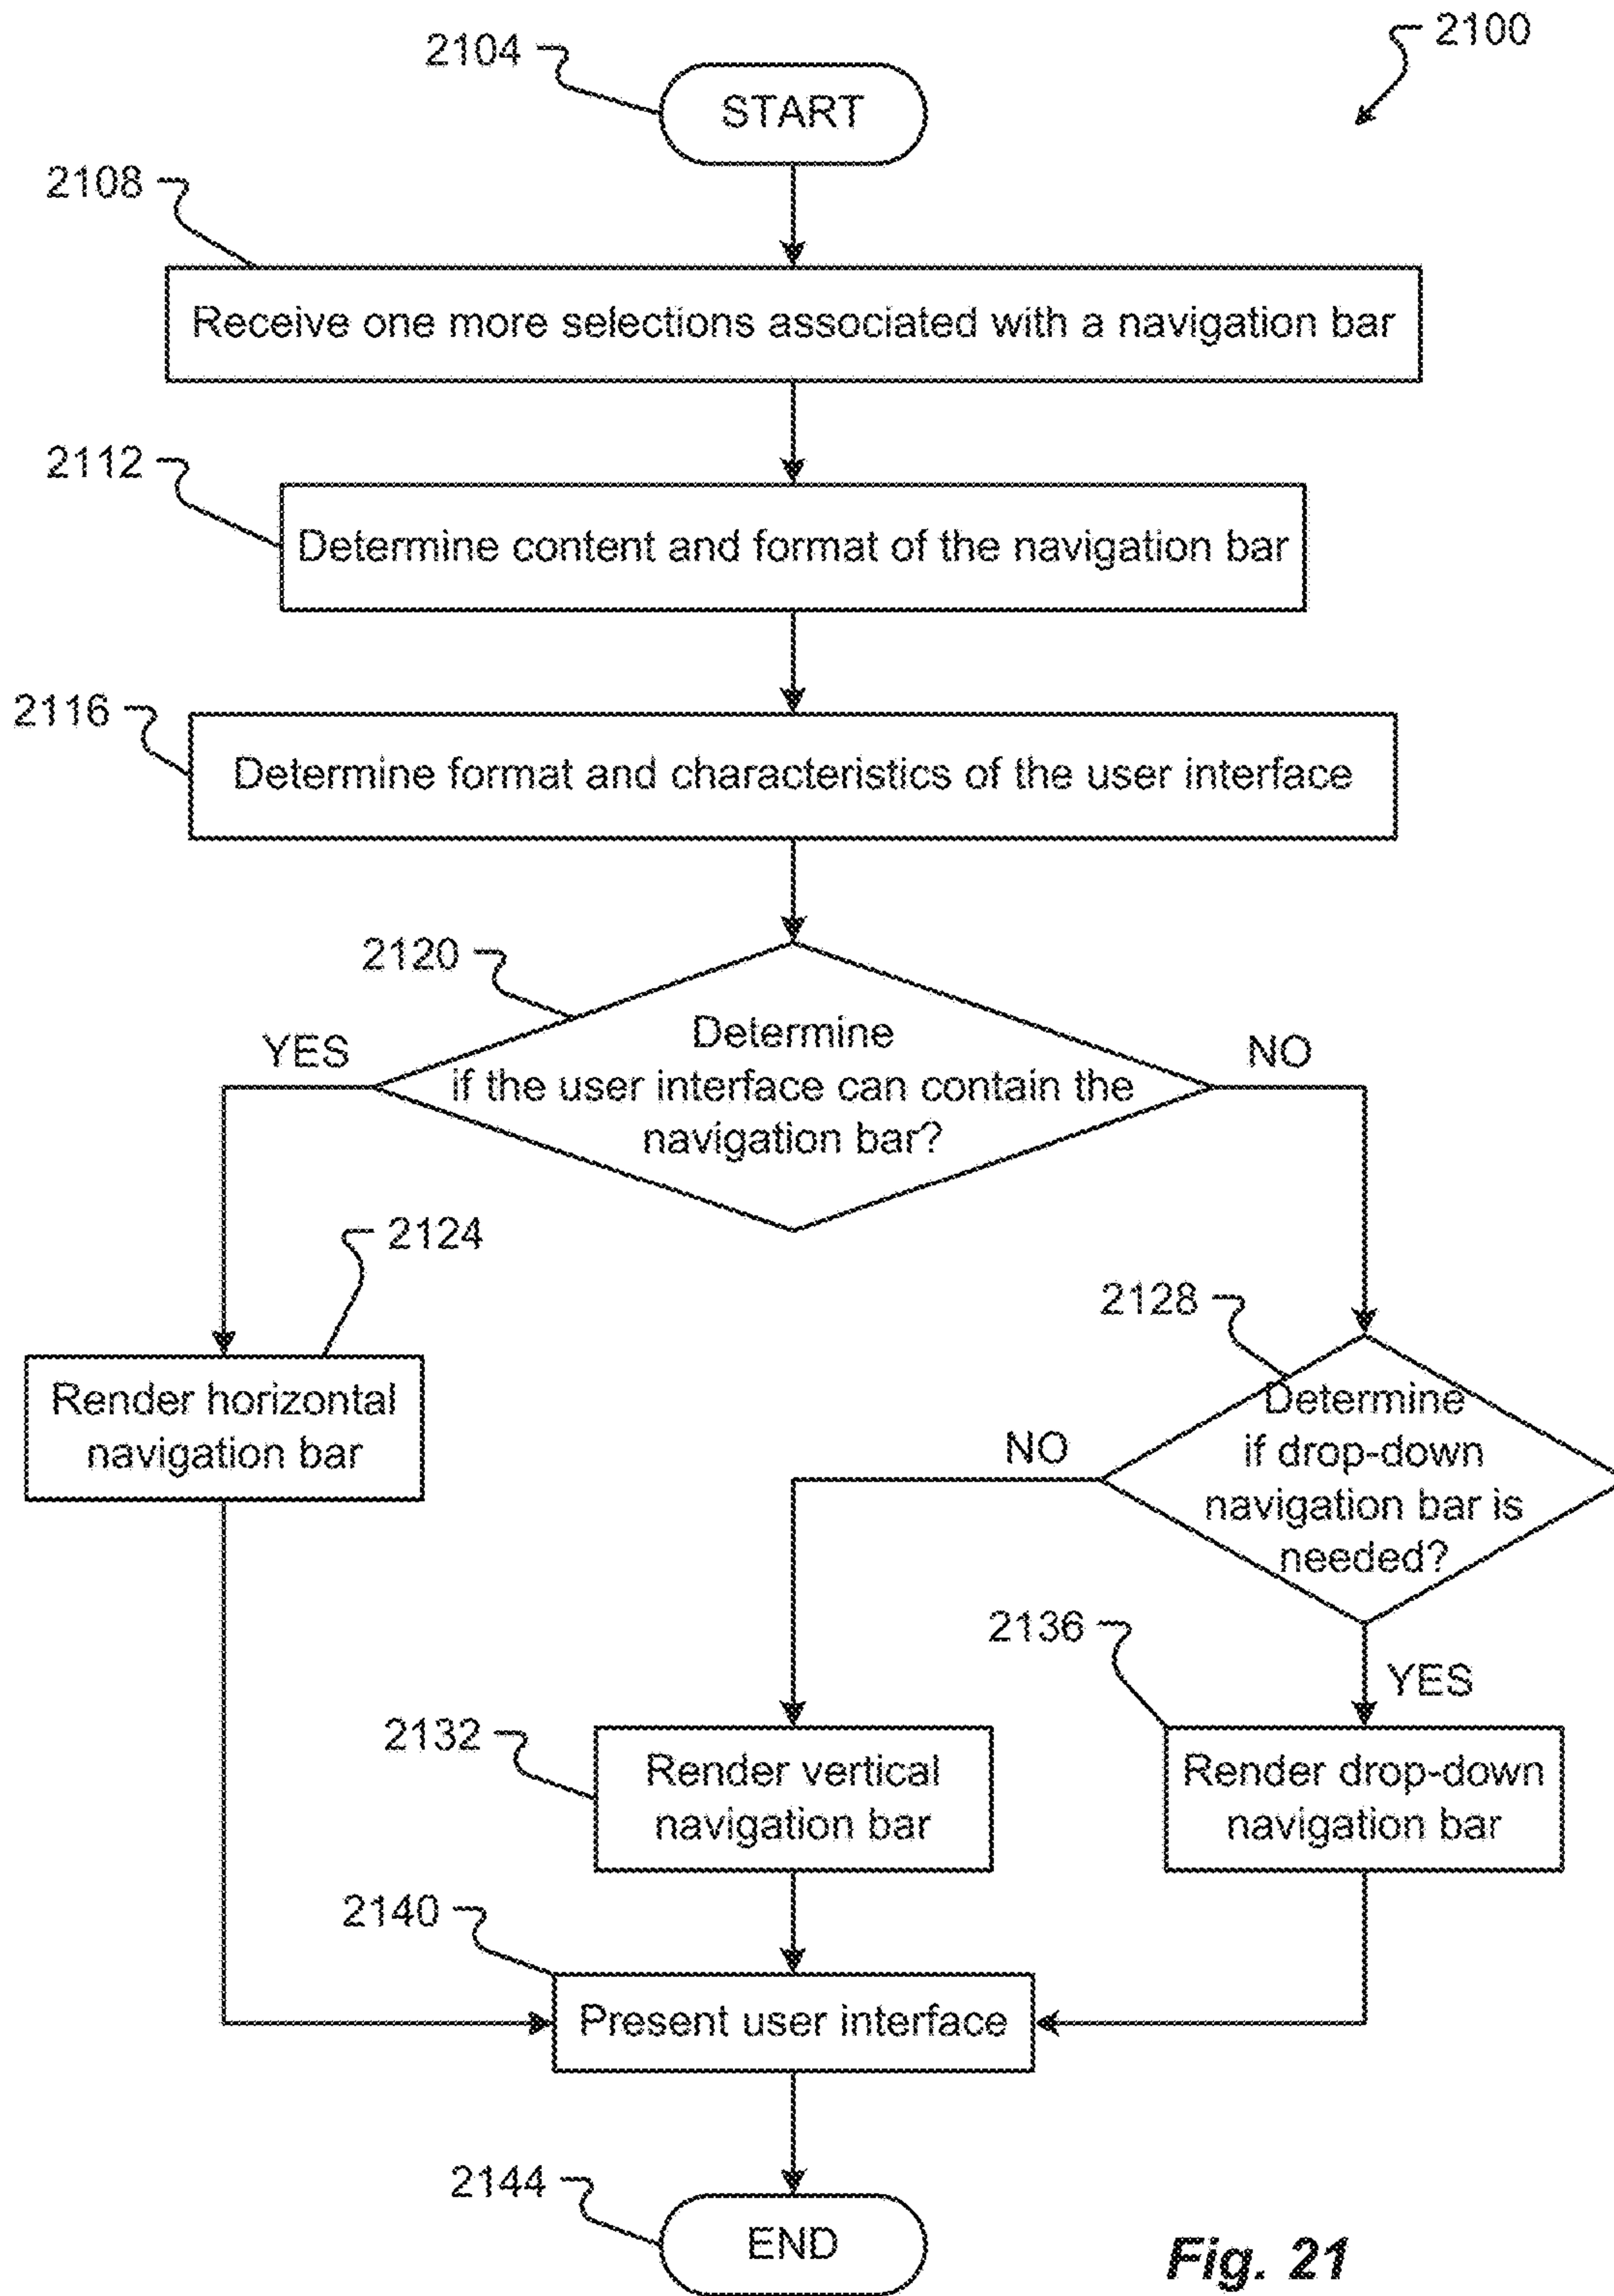 2100
2104
START
2108
Receive one more selections associated with a navigation bar
2112
Determine content and format of the navigation bar
2116
Determine format and characteristics of the user interface
2120
YES
Determine
if the user interface can contain the
navigation bar?
NO
2124
Render horizontal
navigation bar
2128
Determine
if drop-down
navigation bar is
needed?
NO
YES
2132
Render vertical
navigation bar
2136
Render drop-down
navigation bar
2140
Present user interface
2144
END
Fig. 21